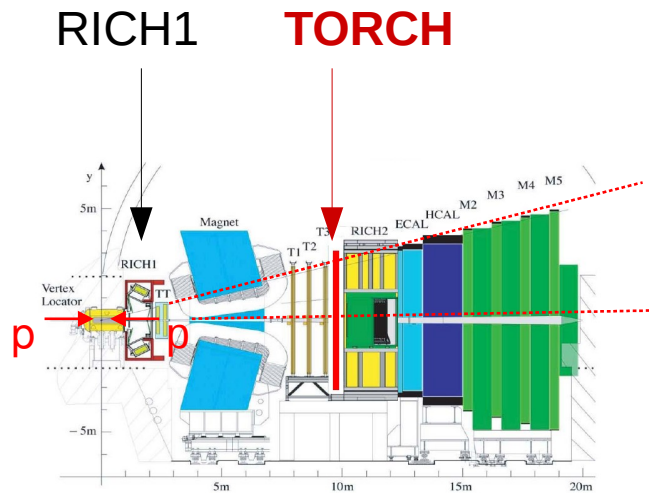 RICH1 TORCH
y
5m
Magnet
T1
T2
T3
RICH2
ECAL
HCAL
M2
M3
M4
M5
Vertex
Locator
RICH1
TT
p
p
− 5m
5m
10m
15m
20m